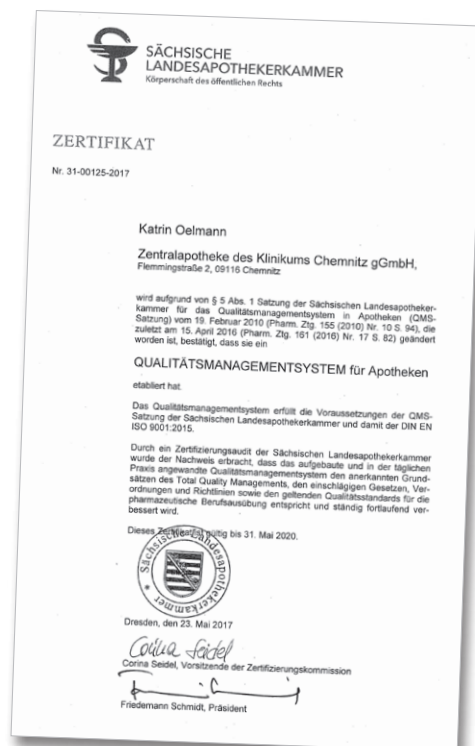 SÄCHSISCHE
LANDESAPOTHEKERKAMMER
Körperschaft des öffentlichen Rechts
ZERTIFIKAT
Nr. 31-00125-2017
Katrin Oelmann
Zentralapotheke des Klinikums Chemnitz gGmbH,
Flemmingstraße 2, 09116 Chemnitz
wird aufgrund von § 5 Abs. 1 Satzung der Sächsischen Landesapotheker-
kammer für das Qualitätsmanagementsystem in Apotheken (QMS-
Satzung) vom 19. Februar 2010 (Pharm. Ztg. 155 (2010) Nr. 10 S. 94), die
zuletzt am 15. April 2016 (Pharm. Ztg. 161 (2016) Nr. 17 S. 82) geändert
worden ist, bestätigt, dass sie ein
QUALITÄTSMANAGEMENTSYSTEM für Apotheken
etabliert hat.
Das Qualitätsmanagementsystem erfüllt die Voraussetzungen der QMS-
Satzung der Sächsischen Landesapothekerkammer und damit der DIN EN
ISO 9001:2015.
Durch ein Zertifizierungsaudit der Sächsischen Landesapothekerkammer
wurde der Nachweis erbracht, dass das aufgebaute und in der täglichen
Praxis angewandte Qualitätsmanagementsystem den anerkannten Grund-
sätzen des Total Quality Managements, den einschlägigen Gesetzen, Ver-
ordnungen und Richtlinien sowie den geltenden Qualitätsstandards für die
pharmazeutische Berufsausübung entspricht und ständig fortlaufend ver-
bessert wird.
Dieses Zertifikat ist gültig bis 31. Mai 2020.
Sächsische Landesapothekerkammer
Dresden, den 23. Mai 2017
Corina Seidel
Corina Seidel, Vorsitzende der Zertifizierungskommission
Friedemann Schmidt, Präsident